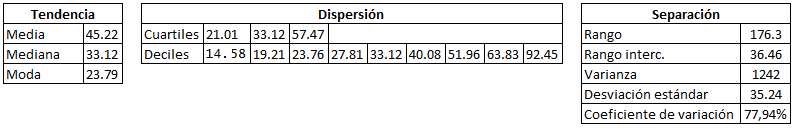 Tendencia
Media 45.22
Mediana 33.12
Moda 23.79
Dispersión
Cuartiles 21.01 33.12 57.47
Deciles 14.58 19.21 23.76 27.81 33.12 40.08 51.96 63.83 92.45
Separación
Rango 176.3
Rango interc. 36.46
Varianza 1242
Desviación estándar 35.24
Coeficiente de variación 77,94%